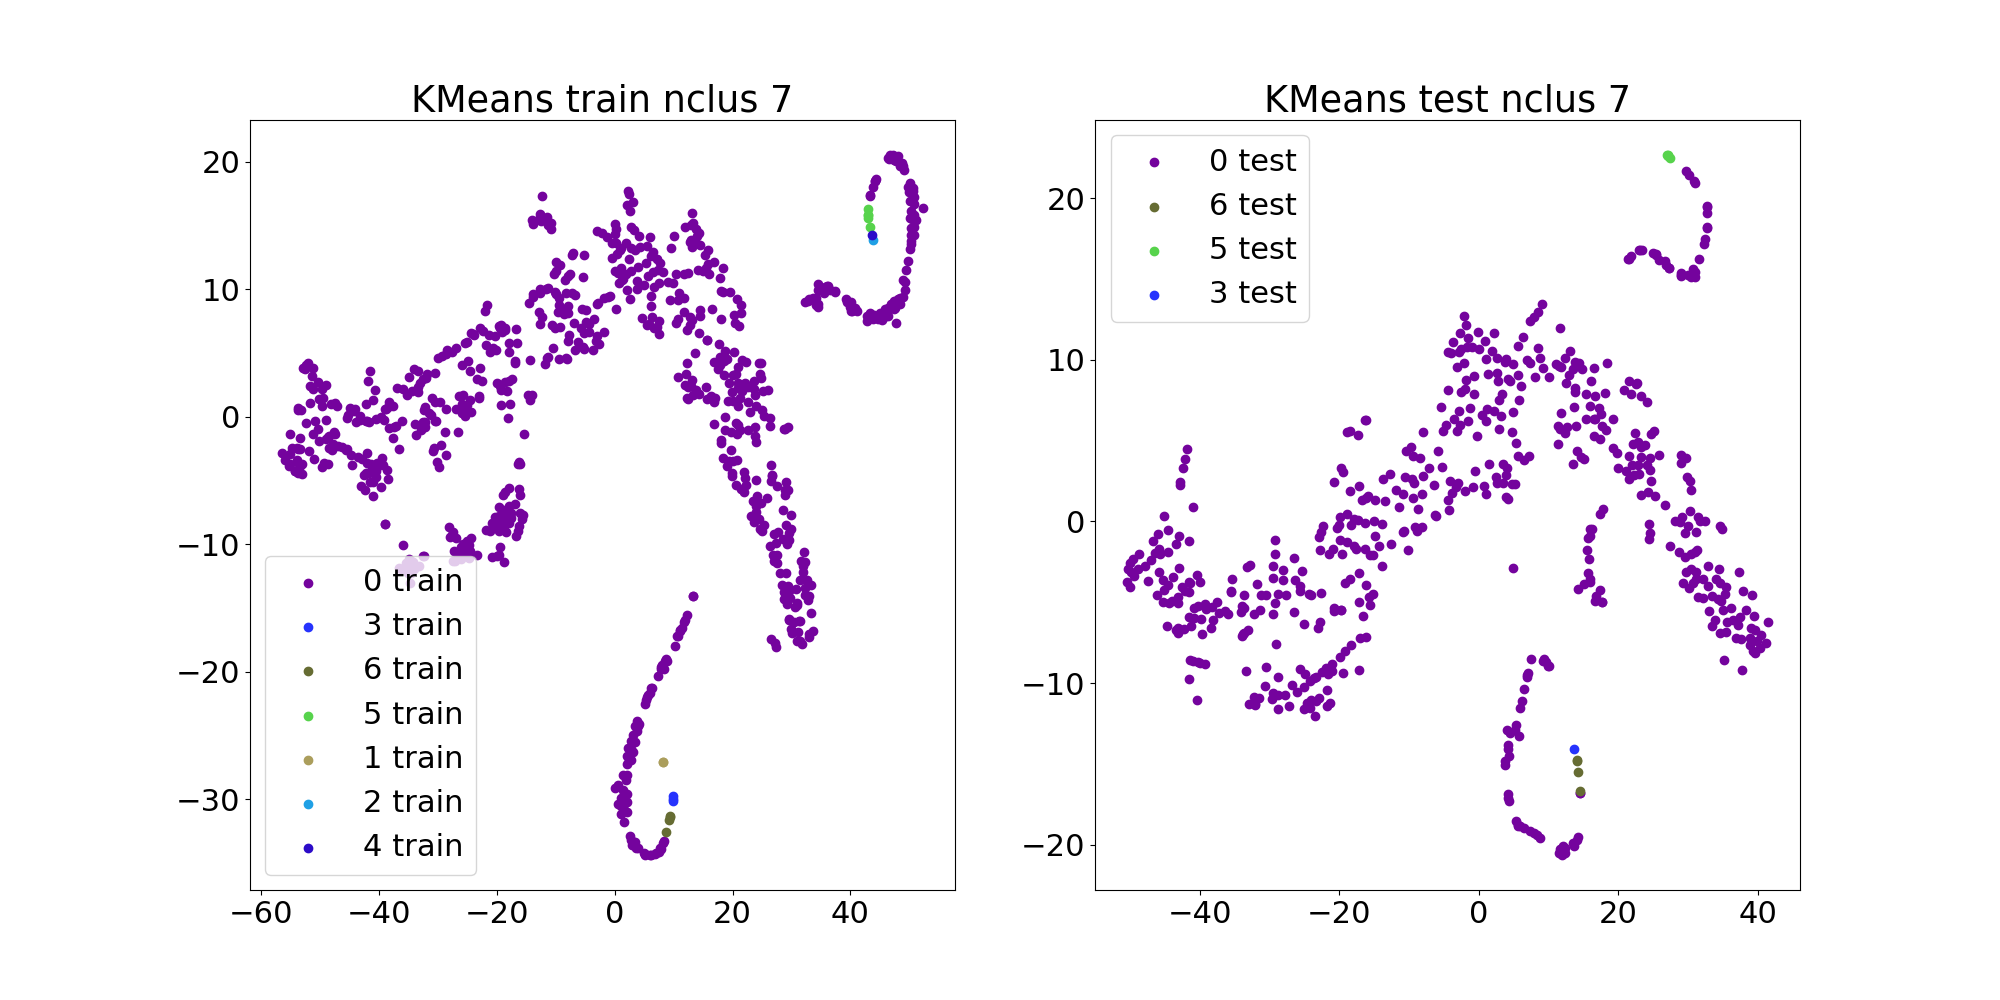 KMeans train nclus 7
20
10
0
−10
−20
−30
−60 −40 −20 0 20 40
0 train
3 train
6 train
5 train
1 train
2 train
4 train
KMeans test nclus 7
20
10
0
−10
−20
−40 −20 0 20 40
0 test
6 test
5 test
3 test